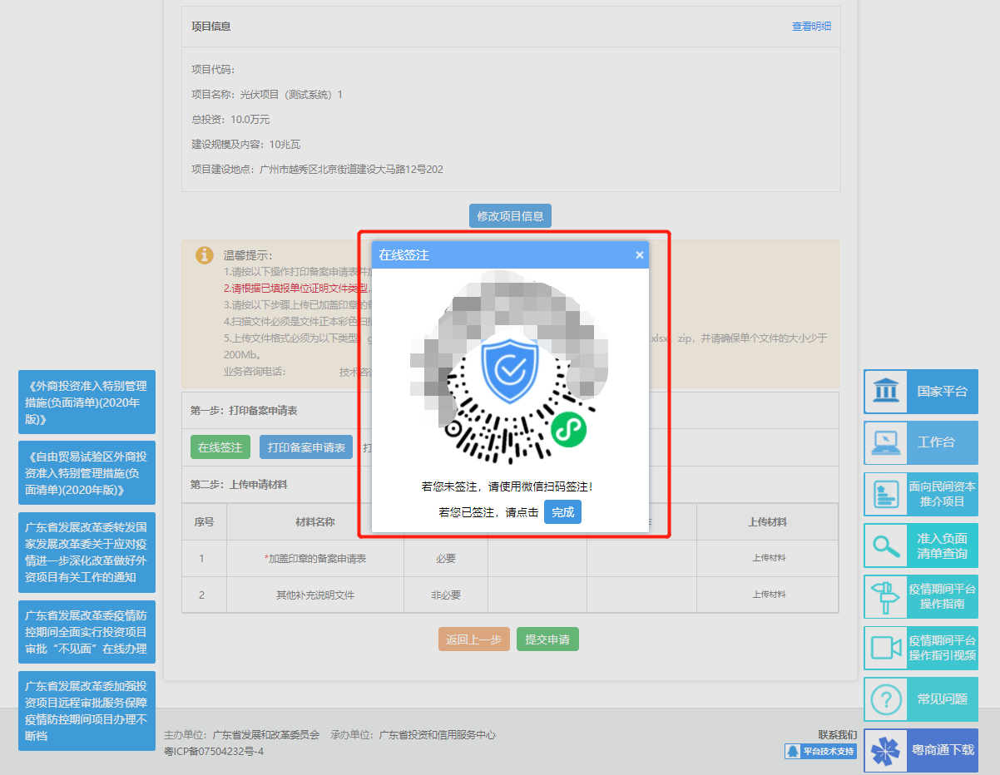 项目信息
查看明细
项目代码：
项目名称：光伏项目（测试系统）1
总投资：10.0万元
建设规模及内容：10兆瓦
项目建设地点：广州市越秀区北京街道建设大马路12号202
修改项目信息
温馨提示：
1.请按以下操作打印备案申请表并加
2.请根据已填报单位证明文件类型，
3.请按以下步骤上传已加盖印章的备
4.扫描文件必须是文件正本彩色扫描
5.上传文件格式必须为以下类型：g
xlsx、zip，并请确保单个文件的大小少于
200Mb。
业务咨询电话：
技术咨
在线签注
×
若您未签注，请使用微信扫码签注！
若您已签注，请点击 完成
第一步：打印备案申请表
在线签注
打印备案申请表
打
第二步：上传申请材料
序号
材料名称
上传材料
1
*加盖印章的备案申请表
必要
上传材料
2
其他补充说明文件
非必要
上传材料
返回上一步
提交申请
《外商投资准入特别管理
措施(负面清单)(2020年
版)》
《自由贸易试验区外商投
资准入特别管理措施(负
面清单)(2020年版)》
广东省发展改革委转发国
家发展改革委关于应对疫
情进一步深化改革做好外
资项目有关工作的通知
广东省发展改革委疫情防
控期间全面实行投资项目
审批“不见面”在线办理
广东省发展改革委加强投
资项目远程审批服务保障
疫情防控期间项目办理不
断档
国家平台
工作台
面向民间资本
推介项目
准入负面
清单查询
疫情期间平台
操作指南
疫情期间平台
操作指引视频
常见问题
粤商通下载
主办单位：广东省发展和改革委员会 承办单位：广东省投资和信用服务中心
粤ICP备07504232号-4
联系我们
平台技术支持